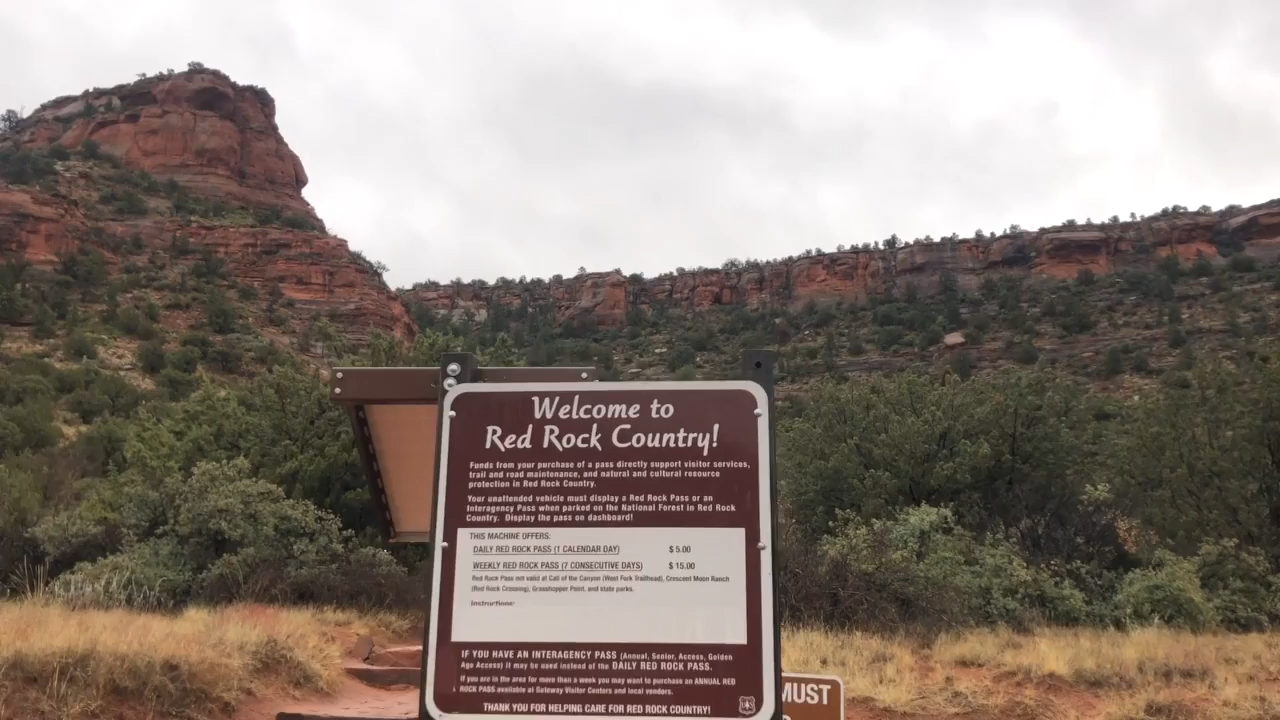 Welcome to
Red Rock Country!
Funds from your purchase of a pass directly support visitor services,
trail and road maintenance, and natural and cultural resource
protection in Red Rock Country.
Your unattended vehicle must display a Red Rock Pass or an
Interagency Pass when parked on the National Forest in Red Rock
Country. Display the pass on dashboard!
THIS MACHINE OFFERS:
DAILY RED ROCK PASS (1 CALENDAR DAY) $ 5.00
WEEKLY RED ROCK PASS (7 CONSECUTIVE DAYS) $ 15.00
Red Rock Pass not valid at Call of the Canyon (West Fork Trailhead), Crescent Moon Ranch
(Red Rock Crossing), Grasshopper Point, and state parks.
Instructions:
IF YOU HAVE AN INTERAGENCY PASS (Annual, Senior, Access, Golden
Age Access) it may be used instead of the DAILY RED ROCK PASS.
If you are in the area for more than a week you may want to purchase an ANNUAL RED
ROCK PASS available at Gateway Visitor Centers and local vendors.
THANK YOU FOR HELPING CARE FOR RED ROCK COUNTRY!
MUST